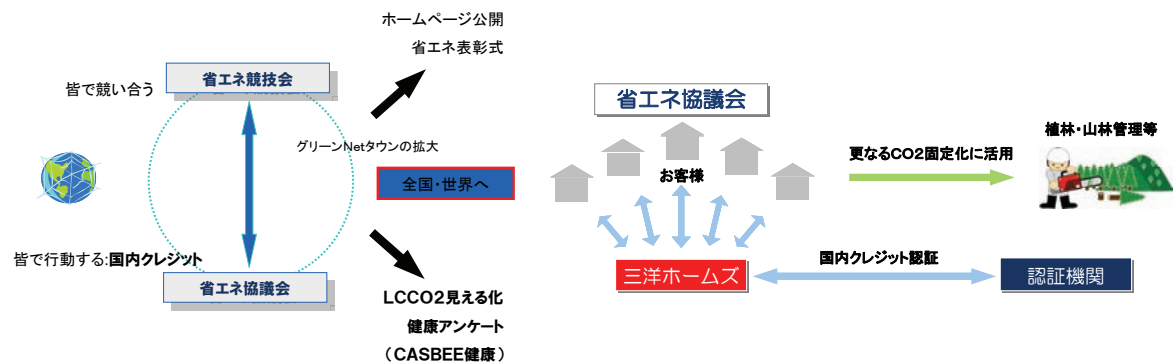 ホームページ公開
省エネ表彰式
省エネ競技会
皆で競い合う
グリーンNetタウンの拡大
全国・世界へ
皆で行動する:国内クレジット
省エネ協議会
LCCO2見える化
健康アンケート
（CASBEE健康）
省エネ協議会
お客様
更なるCO2固定化に活用
植林・山林管理等
三洋ホームズ
国内クレジット認証
認証機関